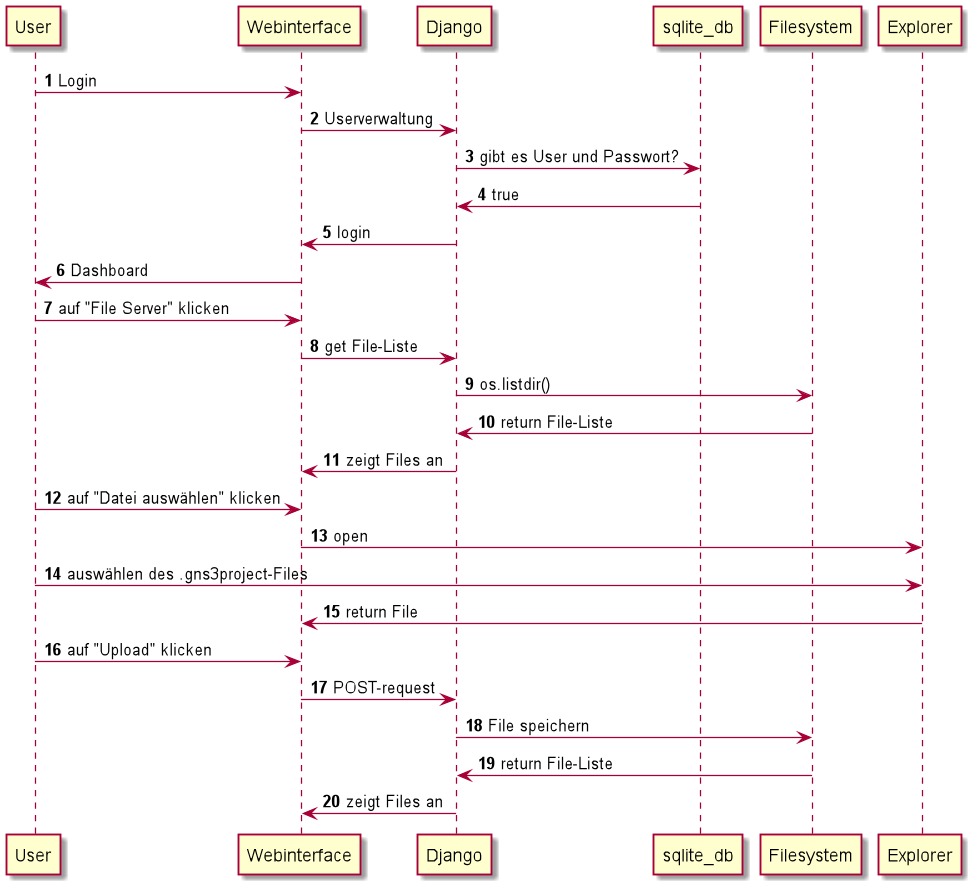 User Webinterface Django sqlite_db Filesystem Explorer
1 Login
2 Userverwaltung
3 gibt es User und Passwort?
4 true
5 login
6 Dashboard
7 auf "File Server" klicken
8 get File-Liste
9 os.listdir()
10 return File-Liste
11 zeigt Files an
12 auf "Datei auswählen" klicken
13 open
14 auswählen des .gns3project-Files
15 return File
16 auf "Upload" klicken
17 POST-request
18 File speichern
19 return File-Liste
20 zeigt Files an
User Webinterface Django sqlite_db Filesystem Explorer